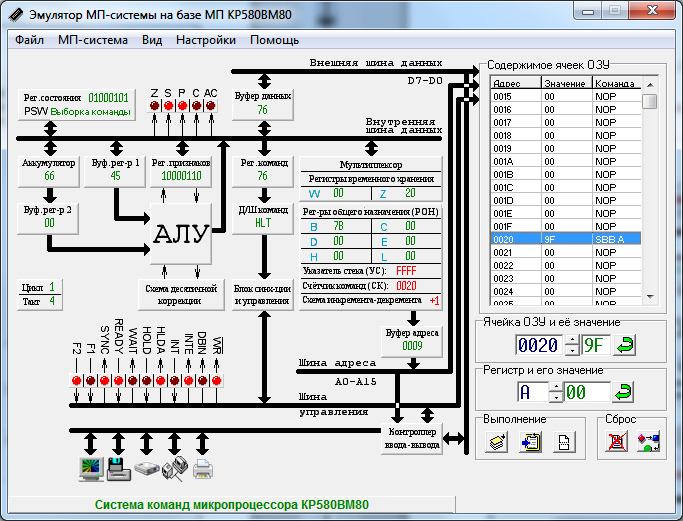 Эмулятор МП-системы на базе МП КР580ВМ80
Файл МП-система Вид Настройки Помощь
Внешняя шина данных
D7-D0
Z S P C AC
Рег.состояния 01000101
PSW Выборка команды
Буфер данных
76
Внутренняя
шина данных
Аккумулятор
66
Буф.рег-р 1
45
Рег.признаков
10000110
Рег.команд
76
Мультиплексор
Регистры временного хранения
W 00 Z 20
Буф.рег-р 2
00
АЛУ
Д/Ш команд
HLT
Рег-ры общего назначения (РОН)
B 7B C 00
D 00 E 00
H 00 L 00
Указатель стека (УС): FFFF
Счётчик команд (СК): 0020
Схема инкремента-декремента +1
Цикл 1
Такт 4
Схема десятичной
коррекции
Блок синх-ции
и управления
Буфер адреса
0009
F2 F1 SYNC READY WAIT HOLD HLDA INT INTE DBIN WR
Шина адреса
A0-A15
Шина
управления
Контроллер
ввода-вывода
Система команд микропроцессора КР580ВМ80
Содержимое ячеек ОЗУ
Адрес Значение Команда
0015 00 NOP
0016 00 NOP
0017 00 NOP
0018 00 NOP
0019 00 NOP
001A 00 NOP
001B 00 NOP
001C 00 NOP
001D 00 NOP
001E 00 NOP
001F 00 NOP
0020 9F SBB A
0021 00 NOP
0022 00 NOP
0023 00 NOP
0024 00 NOP
0025 00 NOP
Ячейка ОЗУ и её значение
0020 9F
Регистр и его значение
A 00
Выполнение
Сброс